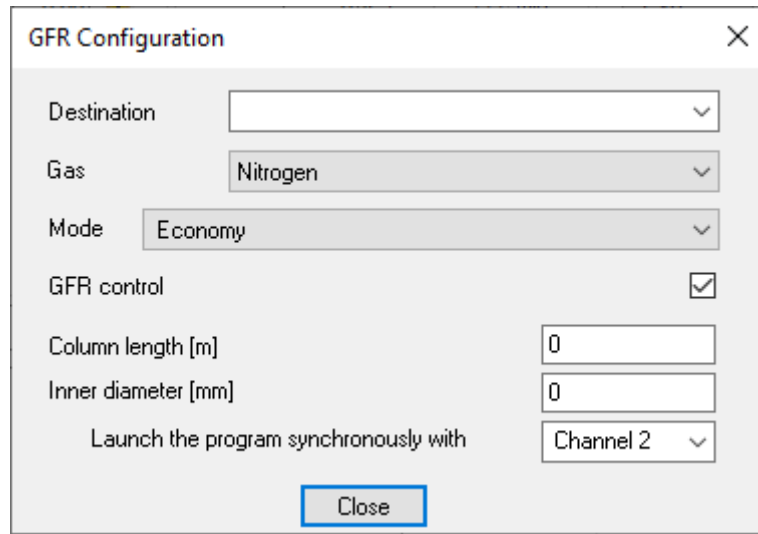 GFR Configuration
Destination
Gas Nitrogen
Mode Economy
GFR control
Column length [m] 0
Inner diameter [mm] 0
Launch the program synchronously with Channel 2
Close